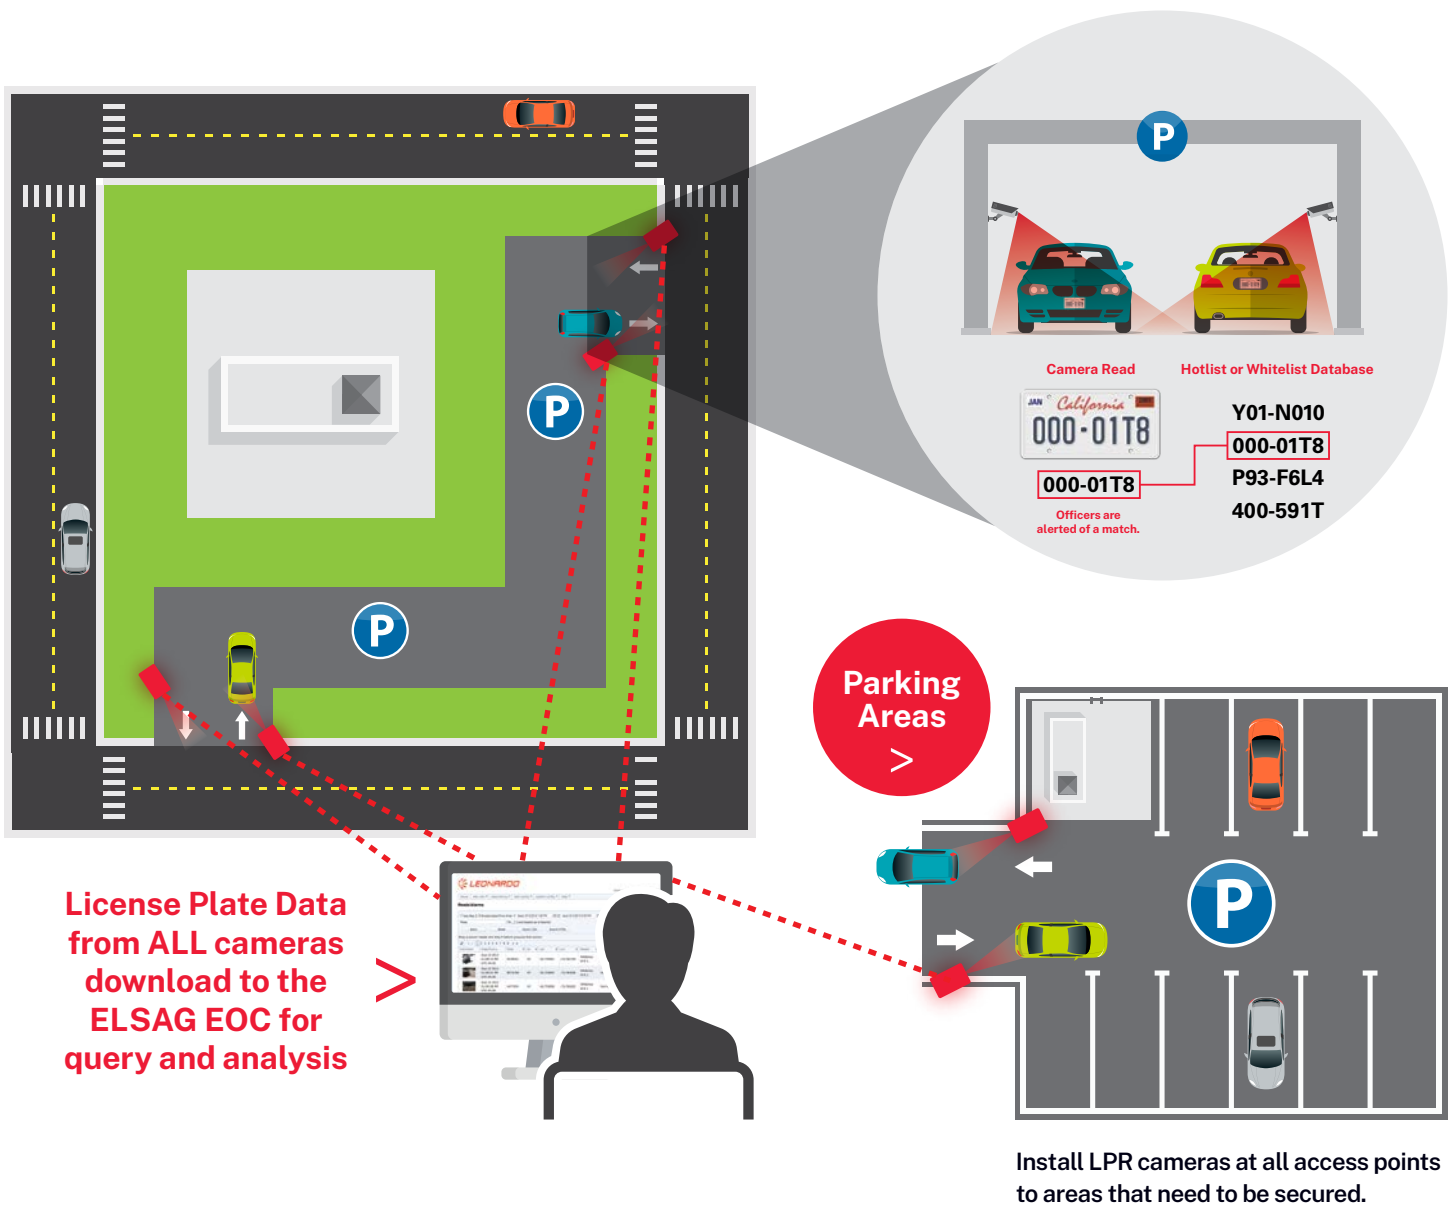 P
Camera Read
Hotlist or Whitelist Database
JAN California
000-01T8
000-01T8
Officers are
alerted of a match.
Y01-N010
000-01T8
P93-F6L4
400-591T
P
P
Parking
Areas
>
P
License Plate Data
from ALL cameras
download to the
ELSAG EOC for
query and analysis
>
LEONARDO
Install LPR cameras at all access points
to areas that need to be secured.